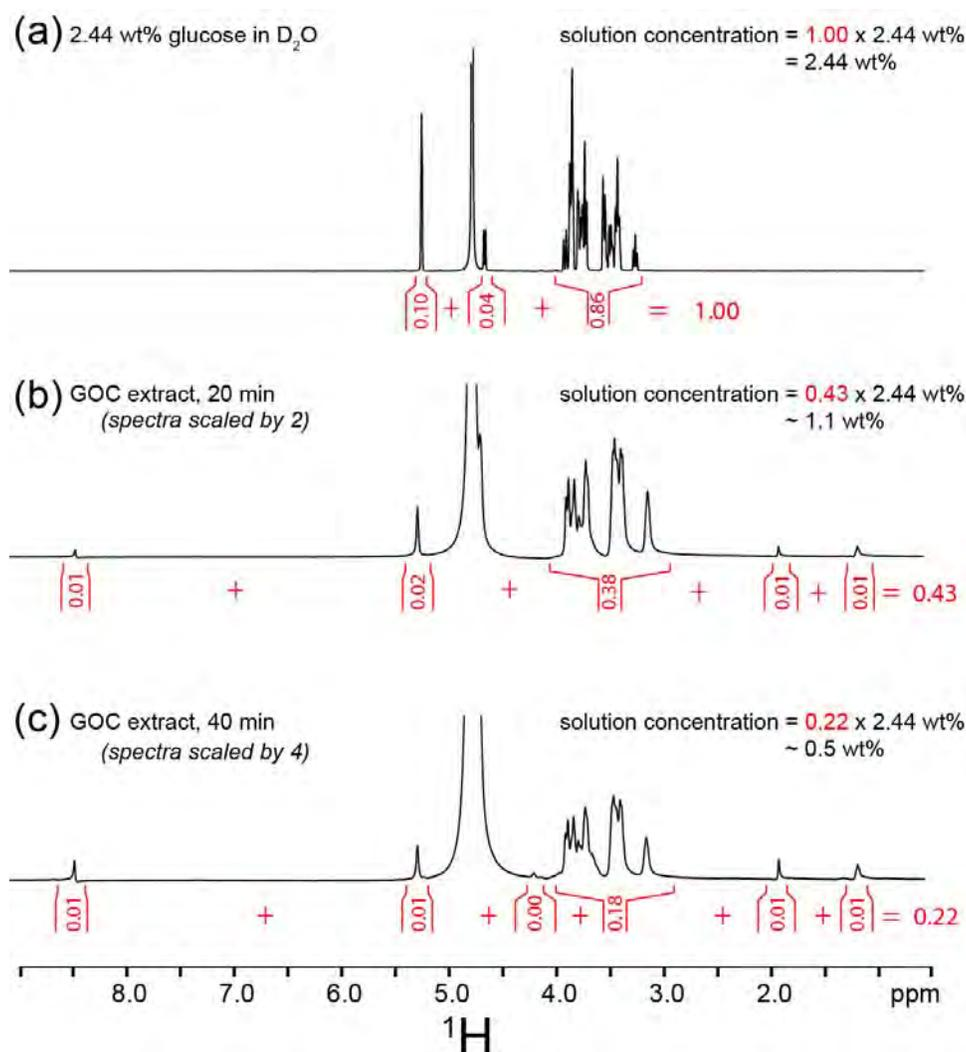 (a) 2.44 wt% glucose in D₂O
solution concentration = 1.00 x 2.44 wt%
= 2.44 wt%
0.10 + 0.04 + 0.86 = 1.00
(b) GOC extract, 20 min
(spectra scaled by 2)
solution concentration = 0.43 x 2.44 wt%
~ 1.1 wt%
0.01 + 0.02 + 0.38 + 0.01 + 0.01 = 0.43
(c) GOC extract, 40 min
(spectra scaled by 4)
solution concentration = 0.22 x 2.44 wt%
~ 0.5 wt%
0.01 + 0.01 + 0.00 + 0.18 + 0.01 + 0.01 = 0.22
8.0 7.0 6.0 5.0 4.0 3.0 2.0 ppm
¹H